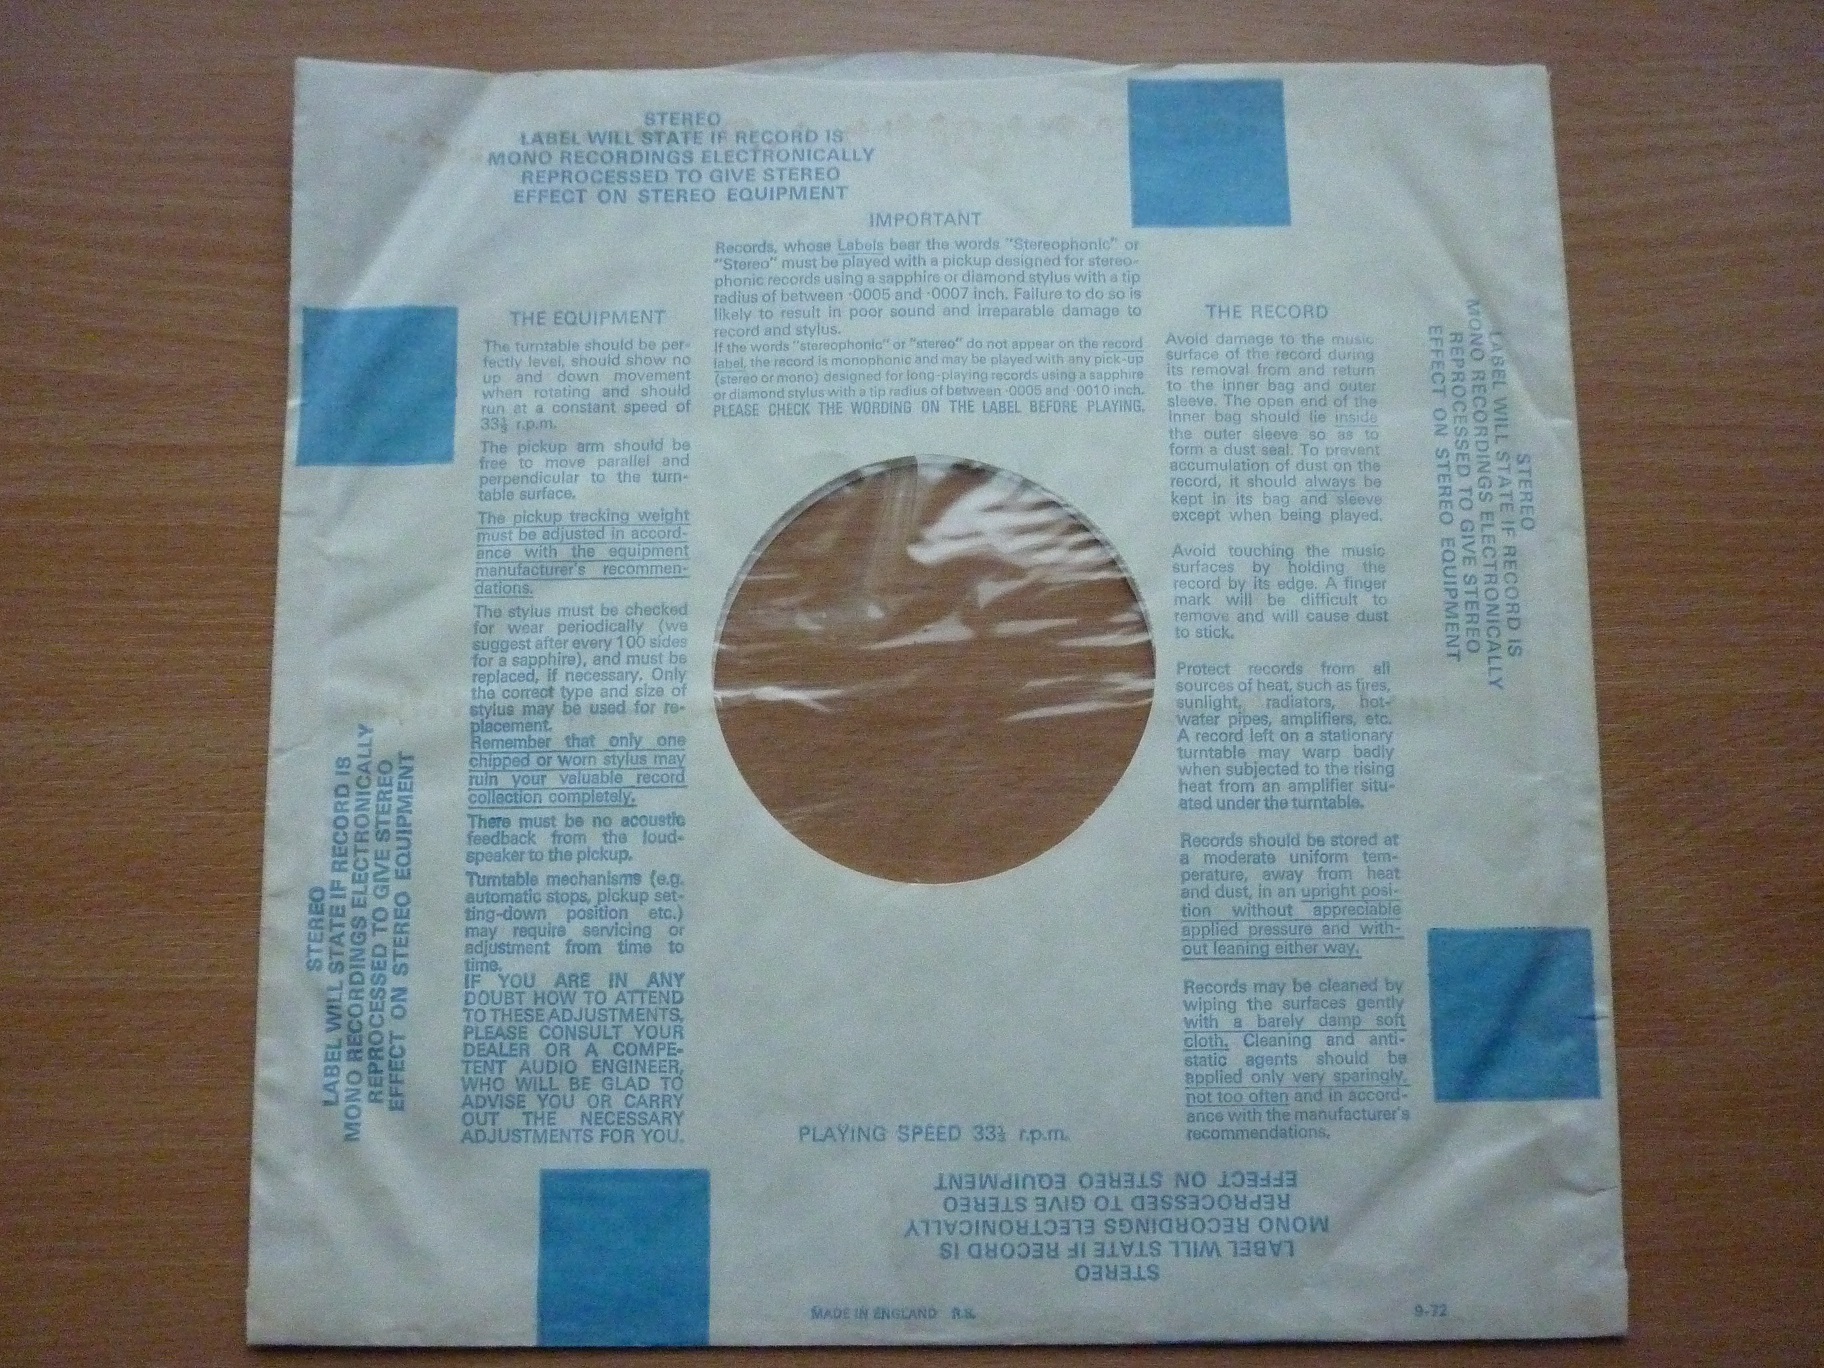 STEREO
LABEL WILL STATE IF RECORD IS
MONO RECORDINGS ELECTRONICALLY
REPROCESSED TO GIVE STEREO
EFFECT ON STEREO EQUIPMENT
IMPORTANT
Records, whose Labels bear the words "Stereophonic" or
"Stereo" must be played with a pickup designed for stereo-
phonic records using a sapphire or diamond stylus with a tip
radius of between ·0005 and ·0007 inch. Failure to do so is
likely to result in poor sound and irreparable damage to
record and stylus.
If the words "stereophonic" or "stereo" do not appear on the record
label, the record is monophonic and may be played with any pick-up
(stereo or mono) designed for long-playing records using a sapphire
or diamond stylus with a tip radius of between ·0005 and ·0010 inch.
PLEASE CHECK THE WORDING ON THE LABEL BEFORE PLAYING.
THE EQUIPMENT
The turntable should be per-
fectly level, should show no
up and down movement
when rotating and should
run at a constant speed of
33⅓ r.p.m.
The pickup arm should be
free to move parallel and
perpendicular to the turn-
table surface.
The pickup tracking weight
must be adjusted in accord-
ance with the equipment
manufacturer's recommen-
dations.
The stylus must be checked
for wear periodically (we
suggest after every 100 sides
for a sapphire), and must be
replaced, if necessary. Only
the correct type and size of
stylus may be used for re-
placement.
Remember that only one
chipped or worn stylus may
ruin your valuable record
collection completely.
There must be no acoustic
feedback from the loud-
speaker to the pickup.
Turntable mechanisms (e.g.
automatic stops, pickup set-
ting-down position etc.)
may require servicing or
adjustment from time to
time.
IF YOU ARE IN ANY
DOUBT HOW TO ATTEND
TO THESE ADJUSTMENTS,
PLEASE CONSULT YOUR
DEALER OR A COMPE-
TENT AUDIO ENGINEER,
WHO WILL BE GLAD TO
ADVISE YOU OR CARRY
OUT THE NECESSARY
ADJUSTMENTS FOR YOU.
THE RECORD
Avoid damage to the music
surface of the record during
its removal from and return
to the inner bag and outer
sleeve. The open end of the
inner bag should lie inside
the outer sleeve so as to
form a dust seal. To prevent
accumulation of dust on the
record, it should always be
kept in its bag and sleeve
except when being played.
Avoid touching the music
surfaces by holding the
record by its edge. A finger
mark will be difficult to
remove and will cause dust
to stick.
Protect records from all
sources of heat, such as fires,
sunlight, radiators, hot-
water pipes, amplifiers, etc.
A record left on a stationary
turntable may warp badly
when subjected to the rising
heat from an amplifier situ-
ated under the turntable.
Records should be stored at
a moderate uniform tem-
perature, away from heat
and dust, in an upright posi-
tion without appreciable
applied pressure and with-
out leaning either way.
Records may be cleaned by
wiping the surfaces gently
with a barely damp soft
cloth. Cleaning and anti-
static agents should be
applied only very sparingly,
not too often and in accord-
ance with the manufacturer's
recommendations.
STEREO
LABEL WILL STATE IF RECORD IS
MONO RECORDINGS ELECTRONICALLY
REPROCESSED TO GIVE STEREO
EFFECT ON STEREO EQUIPMENT
STEREO
LABEL WILL STATE IF RECORD IS
MONO RECORDINGS ELECTRONICALLY
REPROCESSED TO GIVE STEREO
EFFECT ON STEREO EQUIPMENT
PLAYING SPEED 33⅓ r.p.m.
STEREO
LABEL WILL STATE IF RECORD IS
MONO RECORDINGS ELECTRONICALLY
REPROCESSED TO GIVE STEREO
EFFECT ON STEREO EQUIPMENT
MADE IN ENGLAND
9-72